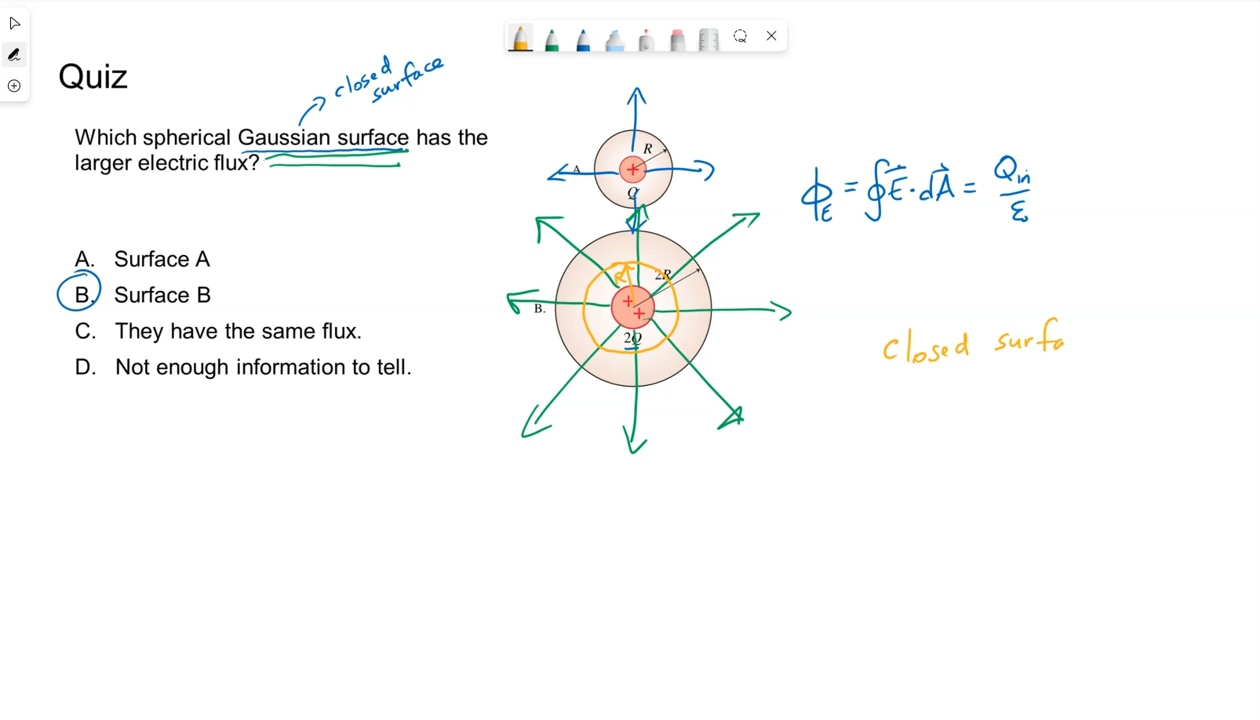 Quiz
closed
surface
Which spherical Gaussian surface has the
larger electric flux?
A. Surface A
B. Surface B
C. They have the same flux.
D. Not enough information to tell.
R
A
+
Q
R
2R
B.
+
+
2Q
ϕ_E = ∮ E⃗ · dA⃗ = Q_in / ε₀
closed surfa